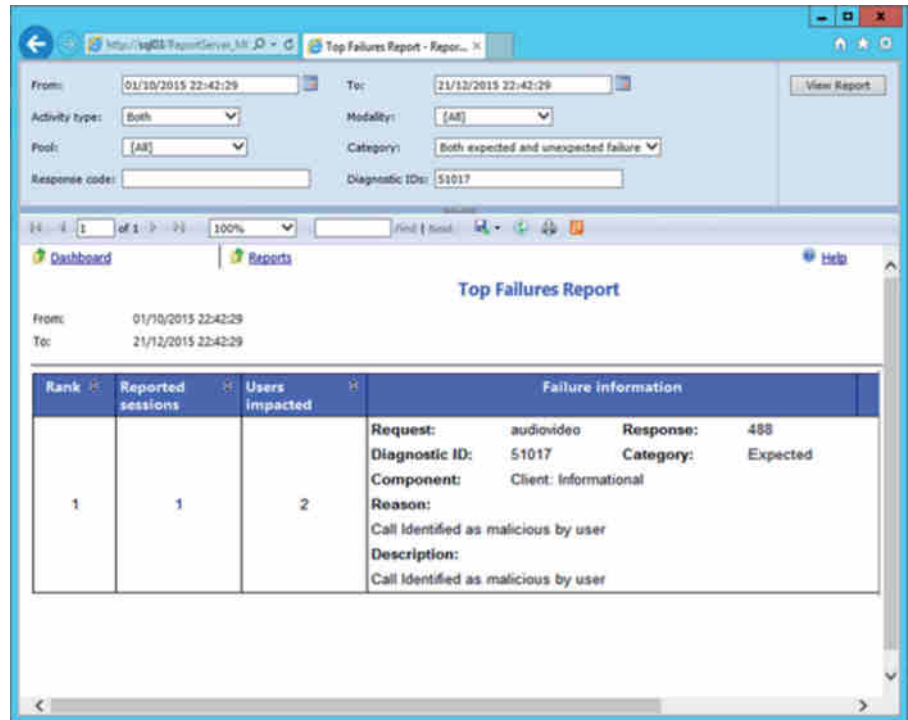 http://sql01/ReportServer_
Top Failures Report - Repor...
From: 01/10/2015 22:42:29 To: 21/12/2015 22:42:29 View Report
Activity type: Both Modality: [All]
Pool: [All] Category: Both expected and unexpected failure
Response code: Diagnostic IDs: 51017
1 of 1 100% Find | Next
Dashboard Reports Help
Top Failures Report
From: 01/10/2015 22:42:29
To: 21/12/2015 22:42:29
Rank Reported sessions Users impacted Failure information
Request: audiovideo Response: 488
Diagnostic ID: 51017 Category: Expected
Component: Client: Informational
1 1 2 Reason:
Call Identified as malicious by user
Description:
Call Identified as malicious by user